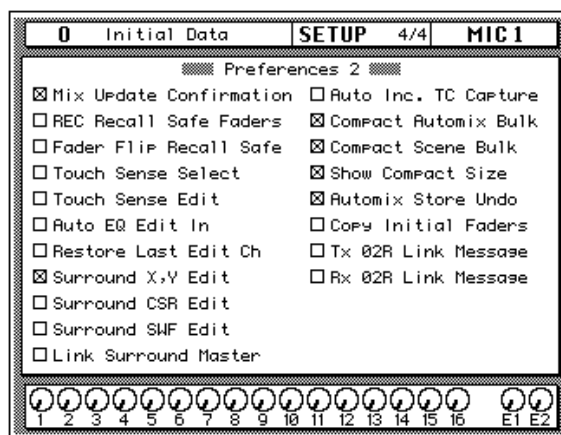 0 Initial Data SETUP 4/4 MIC 1
Preferences 2
Mix Update Confirmation
REC Recall Safe Faders
Fader Flip Recall Safe
Touch Sense Select
Touch Sense Edit
Auto EQ Edit In
Restore Last Edit Ch
Surround X,Y Edit
Surround CSR Edit
Surround SWF Edit
Link Surround Master
Auto Inc. TC Capture
Compact Automix Bulk
Compact Scene Bulk
Show Compact Size
Automix Store Undo
Copy Initial Faders
Tx 02R Link Message
Rx 02R Link Message
1 2 3 4 5 6 7 8 9 10 11 12 13 14 15 16 E1 E2